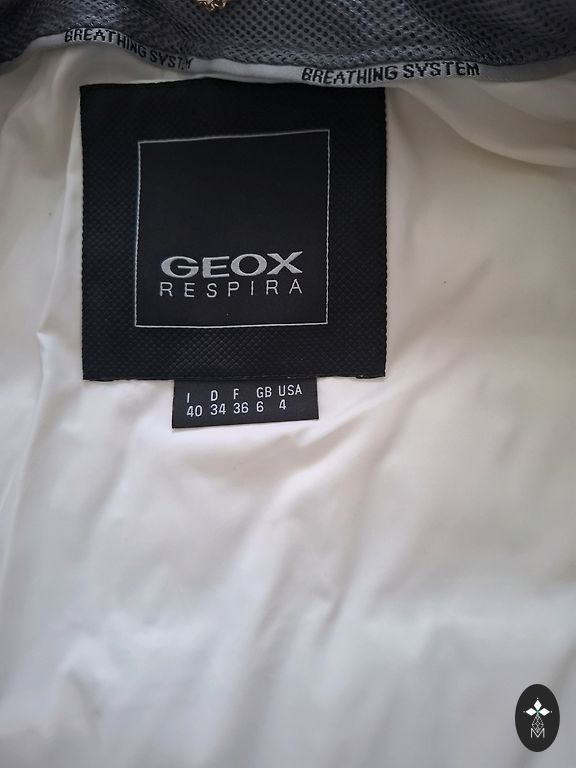 BREATHING SYSTEM
BREATHING SYSTEM
GEOX
RESPIRA
I D F GB USA
40 34 36 6 4
M